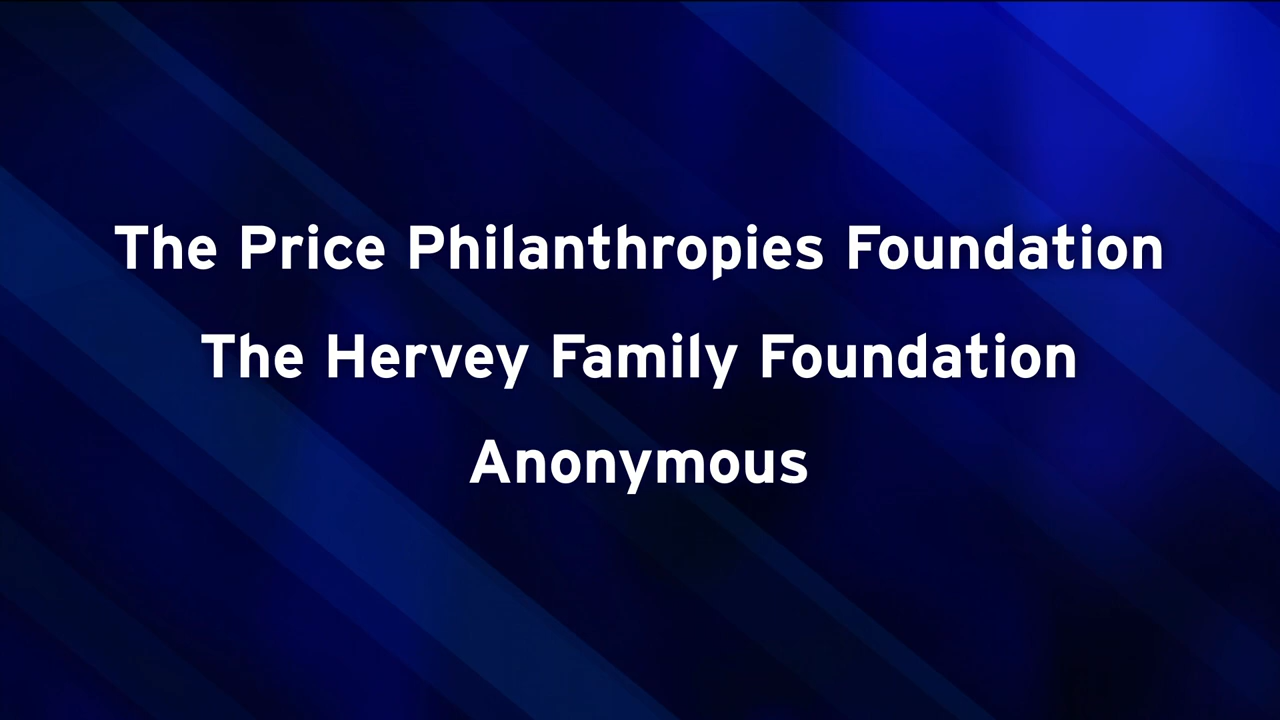 The Price Philanthropies Foundation
The Hervey Family Foundation
Anonymous